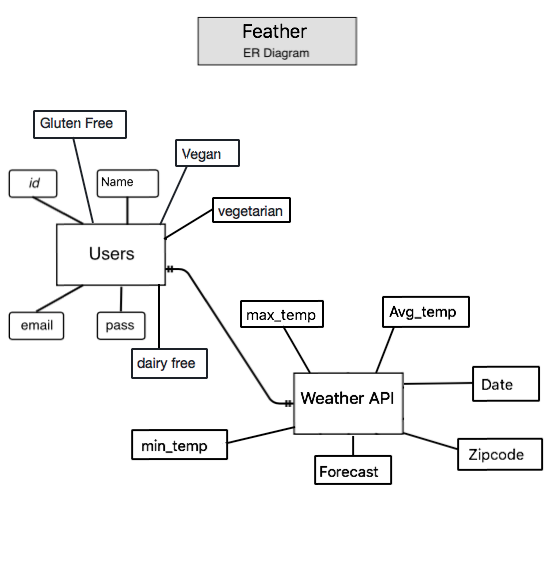 Feather
ER Diagram
Gluten Free
Vegan
id
Name
vegetarian
Users
email
pass
dairy free
max_temp
Avg_temp
Weather API
Date
min_temp
Forecast
Zipcode